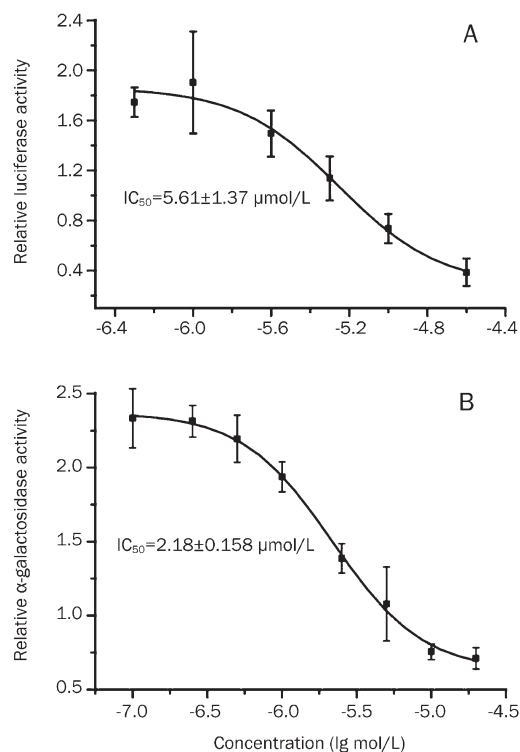 A
Relative luciferase activity
2.4
2.0
1.6
1.2
0.8
0.4
IC50=5.61±1.37 µmol/L
-6.4 -6.0 -5.6 -5.2 -4.8 -4.4
B
Relative α-galactosidase activity
2.5
2.0
1.5
1.0
0.5
IC50=2.18±0.158 µmol/L
-7.0 -6.5 -6.0 -5.5 -5.0 -4.5
Concentration (lg mol/L)